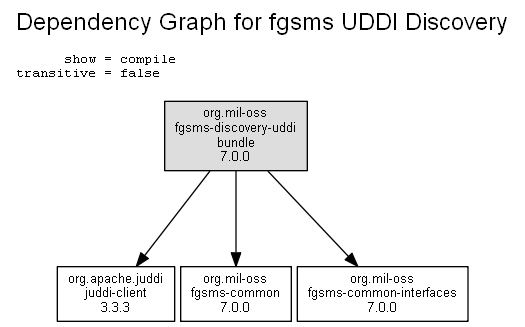 Dependency Graph for fgsms UDDI Discovery
show = compile
transitive = false
org.mil-oss
fgsms-discovery-uddi
bundle
7.0.0
org.apache.juddi
juddi-client
3.3.3
org.mil-oss
fgsms-common
7.0.0
org.mil-oss
fgsms-common-interfaces
7.0.0